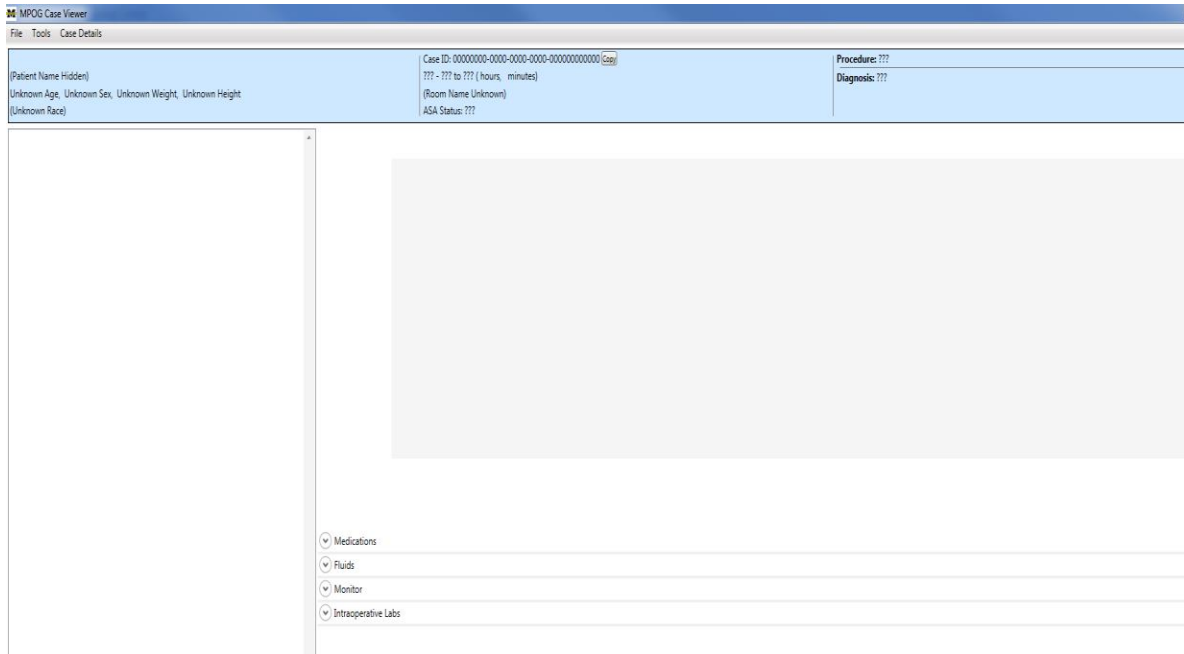 MPOG Case Viewer
File Tools Case Details
(Patient Name Hidden)
Unknown Age, Unknown Sex, Unknown Weight, Unknown Height
(Unknown Race)
Case ID: 00000000-0000-0000-0000-000000000000 Copy
??? - ??? to ??? ( hours, minutes)
(Room Name Unknown)
ASA Status: ???
Procedure: ???
Diagnosis: ???
Medications
Fluids
Monitor
Intraoperative Labs